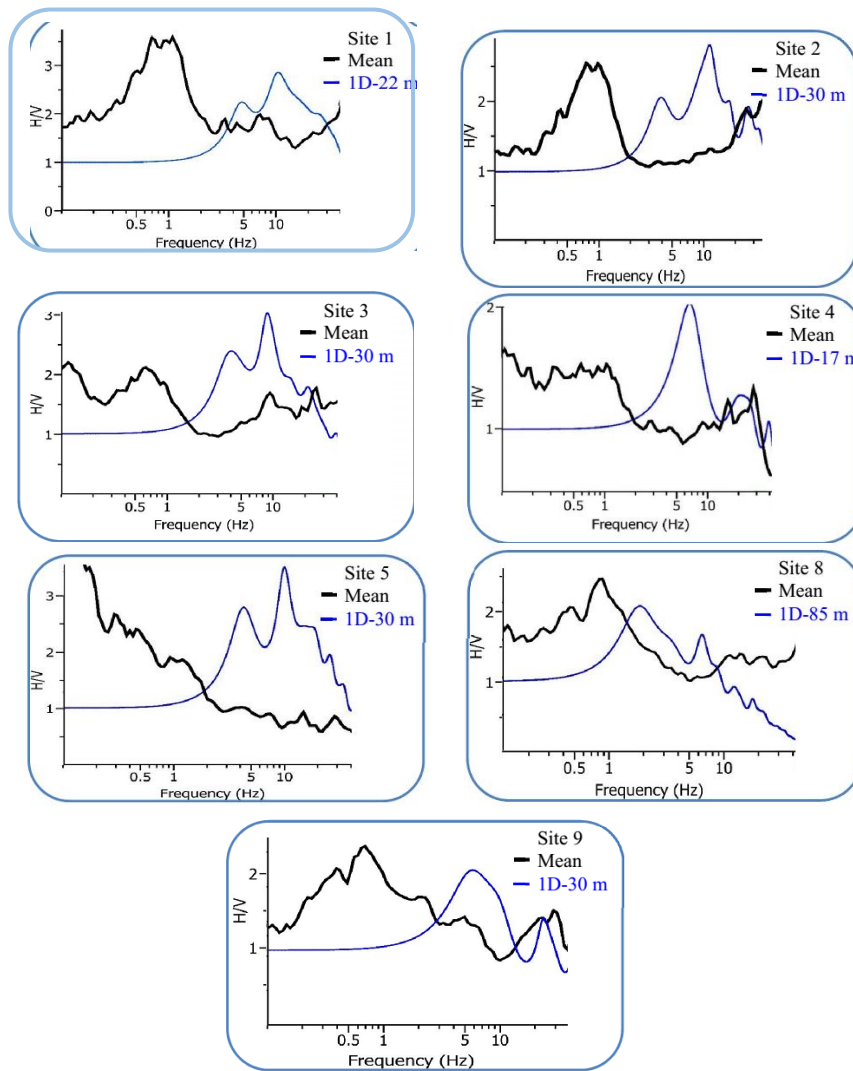 Site 1
Mean
1D-22 m
3
2
1
0
H/V
0.5 1 5 10
Frequency (Hz)
Site 2
Mean
1D-30 m
2
1
H/V
0.5 1 5 10
Frequency (Hz)
Site 3
Mean
1D-30 m
3
2
1
H/V
0.5 1 5 10
Frequency (Hz)
Site 4
Mean
1D-17 m
2
1
H/V
0.5 1 5 10
Frequency (Hz)
Site 5
Mean
1D-30 m
3
2
1
H/V
0.5 1 5 10
Frequency (Hz)
Site 8
Mean
1D-85 m
2
1
H/V
0.5 1 5 10
Frequency (Hz)
Site 9
Mean
1D-30 m
2
1
H/V
0.5 1 5 10
Frequency (Hz)